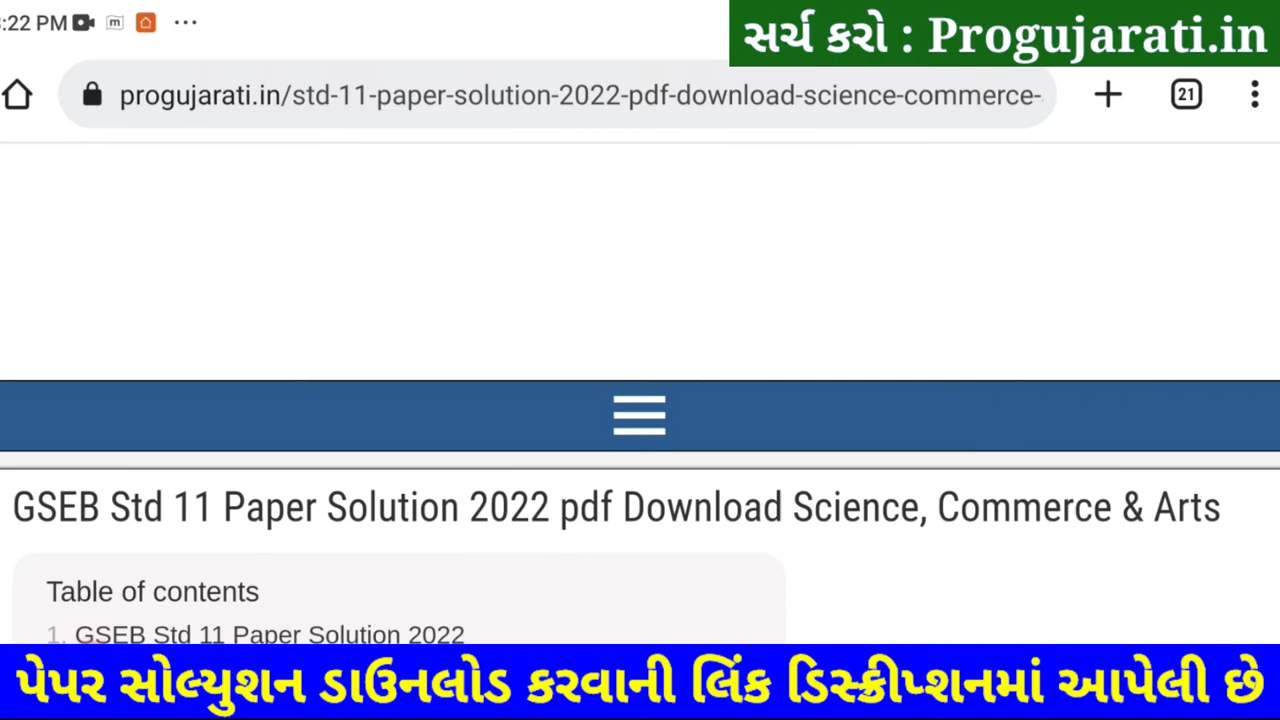 :22 PM
સર્ચ કરો : Progujarati.in
progujarati.in/std-11-paper-solution-2022-pdf-download-science-commerce-
21
GSEB Std 11 Paper Solution 2022 pdf Download Science, Commerce & Arts
Table of contents
1. GSEB Std 11 Paper Solution 2022
પેપર સોલ્યુશન ડાઉનલોડ કરવાની લિંક ડિસ્ક્રીપ્શનમાં આપેલી છે